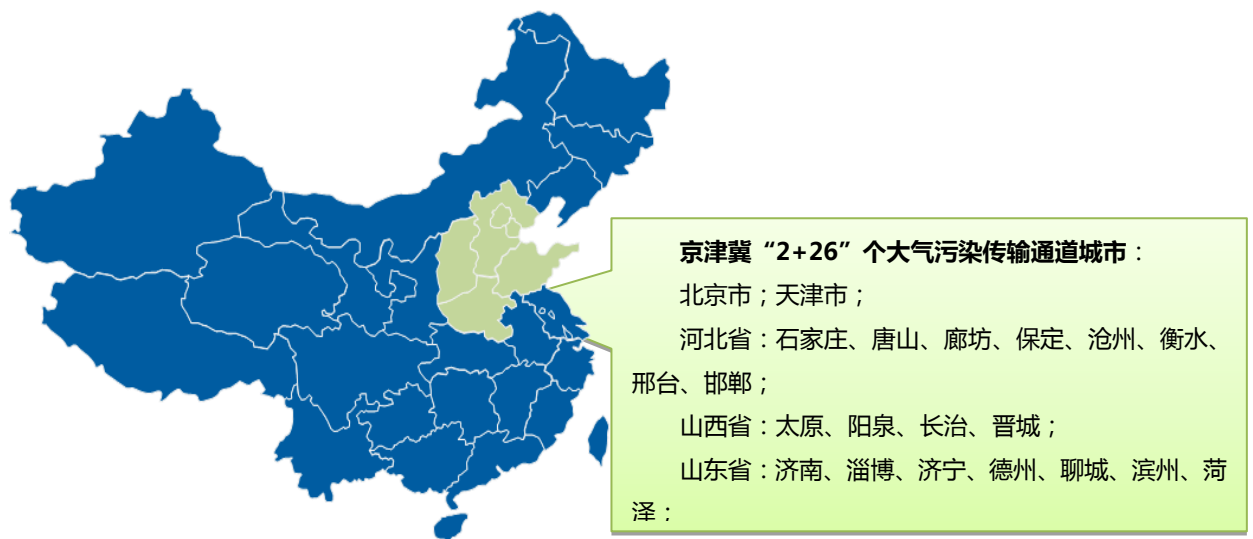 京津冀“2+26”个大气污染传输通道城市：
北京市；天津市；
河北省：石家庄、唐山、廊坊、保定、沧州、衡水、
邢台、邯郸；
山西省：太原、阳泉、长治、晋城；
山东省：济南、淄博、济宁、德州、聊城、滨州、菏
泽；